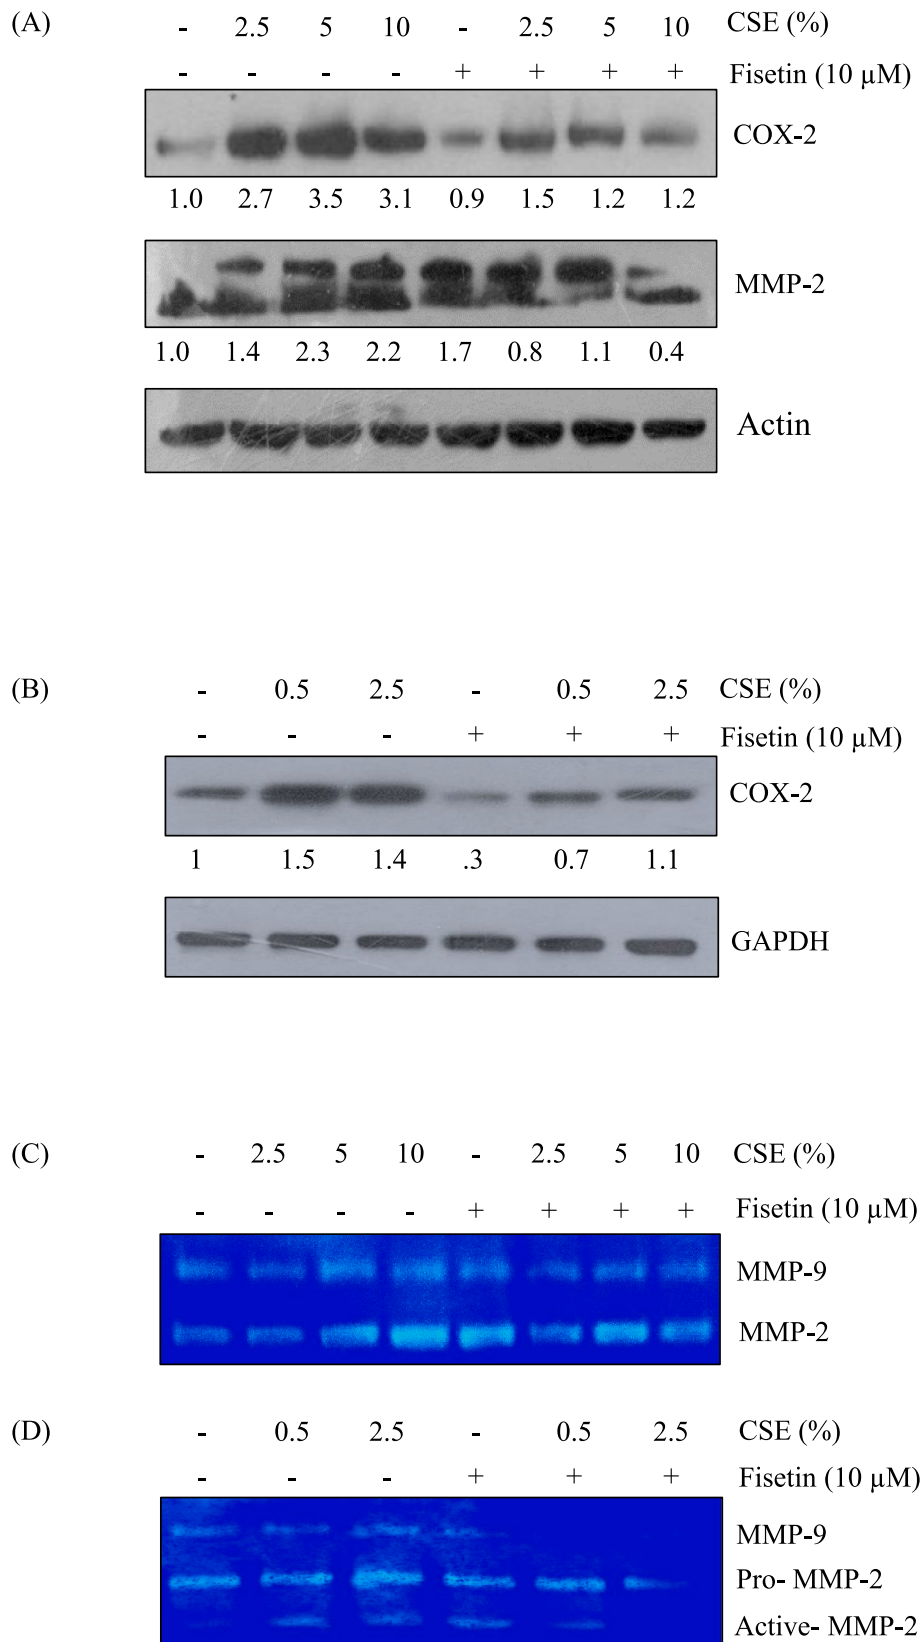 (A) - 2.5 5 10 - 2.5 5 10 CSE (%)
- - - - + + + + Fisetin (10 µM)
COX-2
1.0 2.7 3.5 3.1 0.9 1.5 1.2 1.2
MMP-2
1.0 1.4 2.3 2.2 1.7 0.8 1.1 0.4
Actin
(B) - 0.5 2.5 - 0.5 2.5 CSE (%)
- - - + + + Fisetin (10 µM)
COX-2
1 1.5 1.4 .3 0.7 1.1
GAPDH
(C) - 2.5 5 10 - 2.5 5 10 CSE (%)
- - - - + + + + Fisetin (10 µM)
MMP-9
MMP-2
(D) - 0.5 2.5 - 0.5 2.5 CSE (%)
- - - + + + Fisetin (10 µM)
MMP-9
Pro- MMP-2
Active- MMP-2